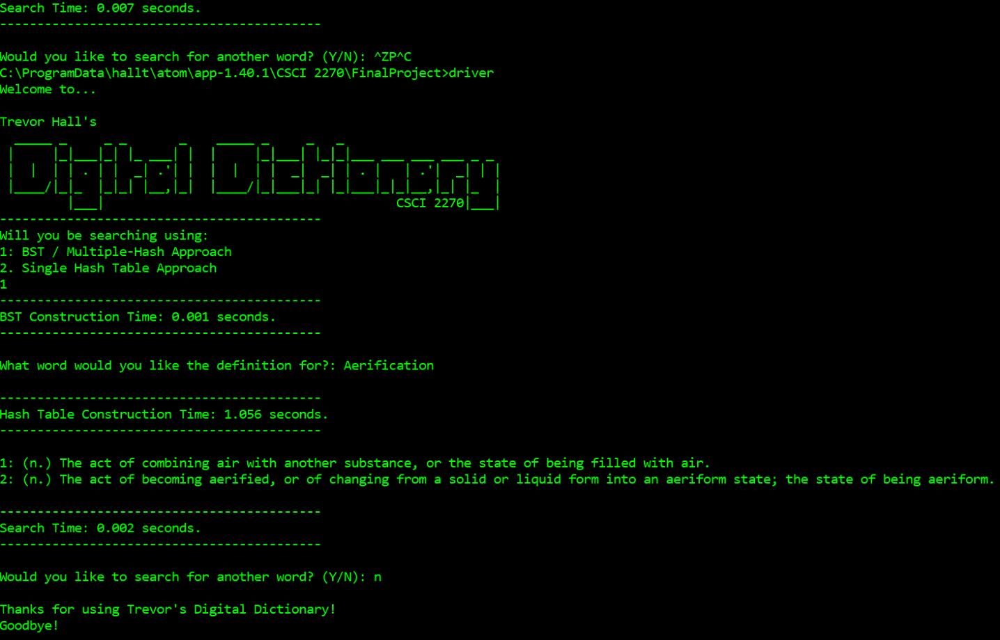 Search Time: 0.007 seconds.
-------------------------------------------
Would you like to search for another word? (Y/N): ^ZP^C
C:\ProgramData\hallt\atom\app-1.40.1\CSCI 2270\FinalProject>driver
Welcome to...
Trevor Hall's
Digital Dictionary
CSCI 2270
-------------------------------------------
Will you be searching using:
1: BST / Multiple-Hash Approach
2. Single Hash Table Approach
1
-------------------------------------------
BST Construction Time: 0.001 seconds.
-------------------------------------------
What word would you like the definition for?: Aerification
-------------------------------------------
Hash Table Construction Time: 1.056 seconds.
-------------------------------------------
1: (n.) The act of combining air with another substance, or the state of being filled with air.
2: (n.) The act of becoming aerified, or of changing from a solid or liquid form into an aeriform state; the state of being aeriform.
-------------------------------------------
Search Time: 0.002 seconds.
-------------------------------------------
Would you like to search for another word? (Y/N): n
Thanks for using Trevor's Digital Dictionary!
Goodbye!